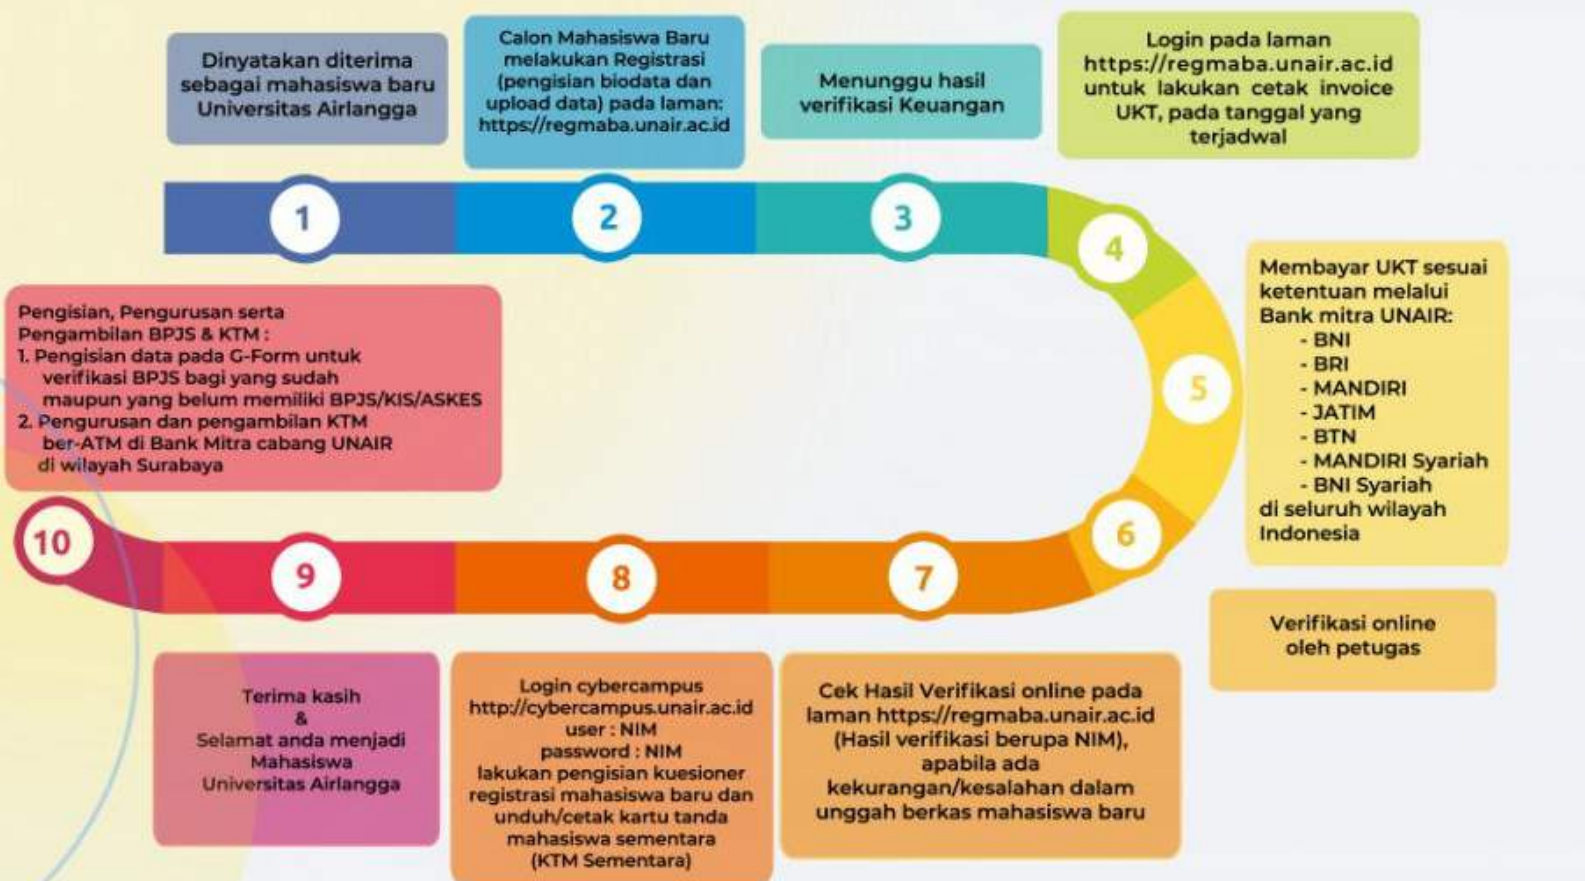 Dinyatakan diterima
sebagai mahasiswa baru
Universitas Airlangga
Calon Mahasiswa Baru
melakukan Registrasi
(pengisian biodata dan
upload data) pada laman:
https://regmaba.unair.ac.id
Menunggu hasil
verifikasi Keuangan
Login pada laman
https://regmaba.unair.ac.id
untuk lakukan cetak invoice
UKT, pada tanggal yang
terjadwal
1
2
3
4
Membayar UKT sesuai
ketentuan melalui
Bank mitra UNAIR:
- BNI
- BRI
- MANDIRI
- JATIM
- BTN
- MANDIRI Syariah
- BNI Syariah
di seluruh wilayah
Indonesia
5
6
Verifikasi online
oleh petugas
7
8
9
10
Pengisian, Pengurusan serta
Pengambilan BPJS & KTM :
1. Pengisian data pada G-Form untuk
verifikasi BPJS bagi yang sudah
maupun yang belum memiliki BPJS/KIS/ASKES
2. Pengurusan dan pengambilan KTM
ber-ATM di Bank Mitra cabang UNAIR
di wilayah Surabaya
Terima kasih
&
Selamat anda menjadi
Mahasiswa
Universitas Airlangga
Login cybercampus
http://cybercampus.unair.ac.id
user : NIM
password : NIM
lakukan pengisian kuesioner
registrasi mahasiswa baru dan
unduh/cetak kartu tanda
mahasiswa sementara
(KTM Sementara)
Cek Hasil Verifikasi online pada
laman https://regmaba.unair.ac.id
(Hasil verifikasi berupa NIM),
apabila ada
kekurangan/kesalahan dalam
unggah berkas mahasiswa baru